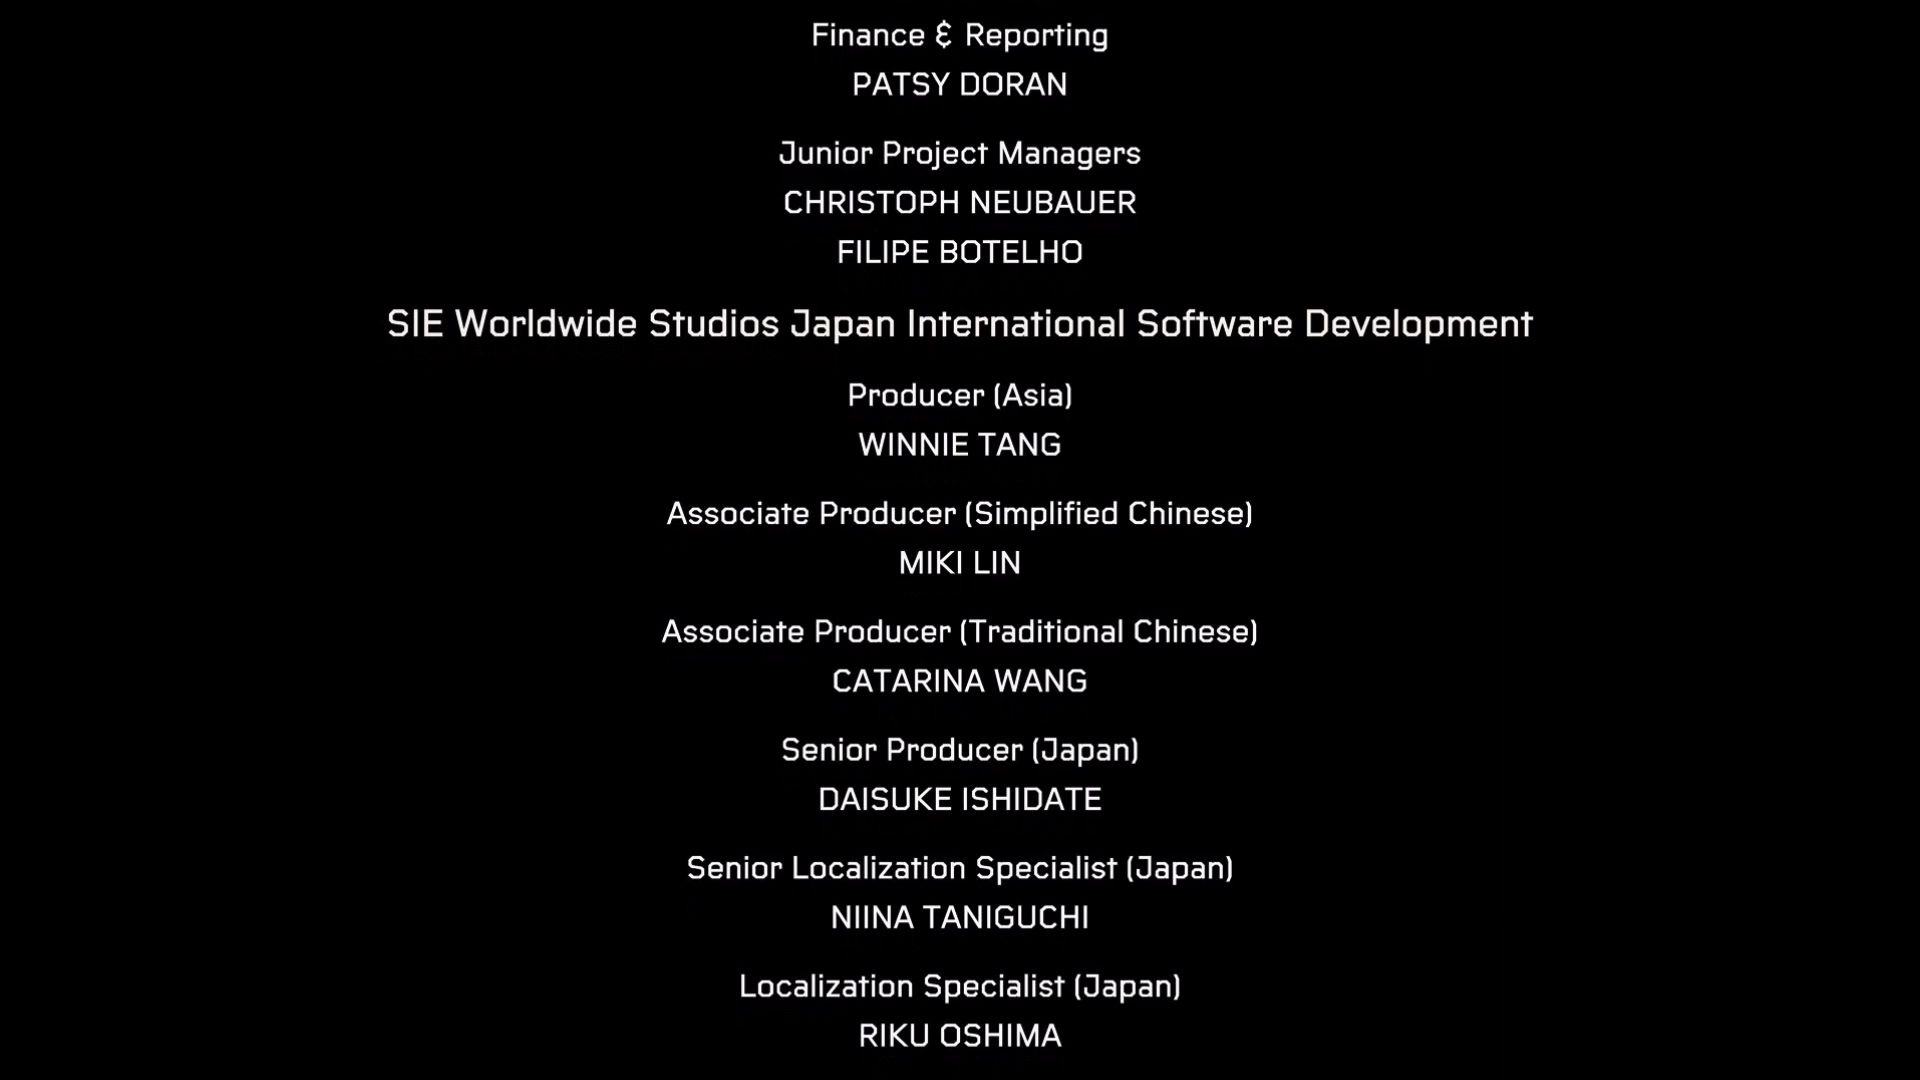 Finance & Reporting
PATSY DORAN
Junior Project Managers
CHRISTOPH NEUBAUER
FILIPE BOTELHO
SIE Worldwide Studios Japan International Software Development
Producer (Asia)
WINNIE TANG
Associate Producer (Simplified Chinese)
MIKI LIN
Associate Producer (Traditional Chinese)
CATARINA WANG
Senior Producer (Japan)
DAISUKE ISHIDATE
Senior Localization Specialist (Japan)
NIINA TANIGUCHI
Localization Specialist (Japan)
RIKU OSHIMA